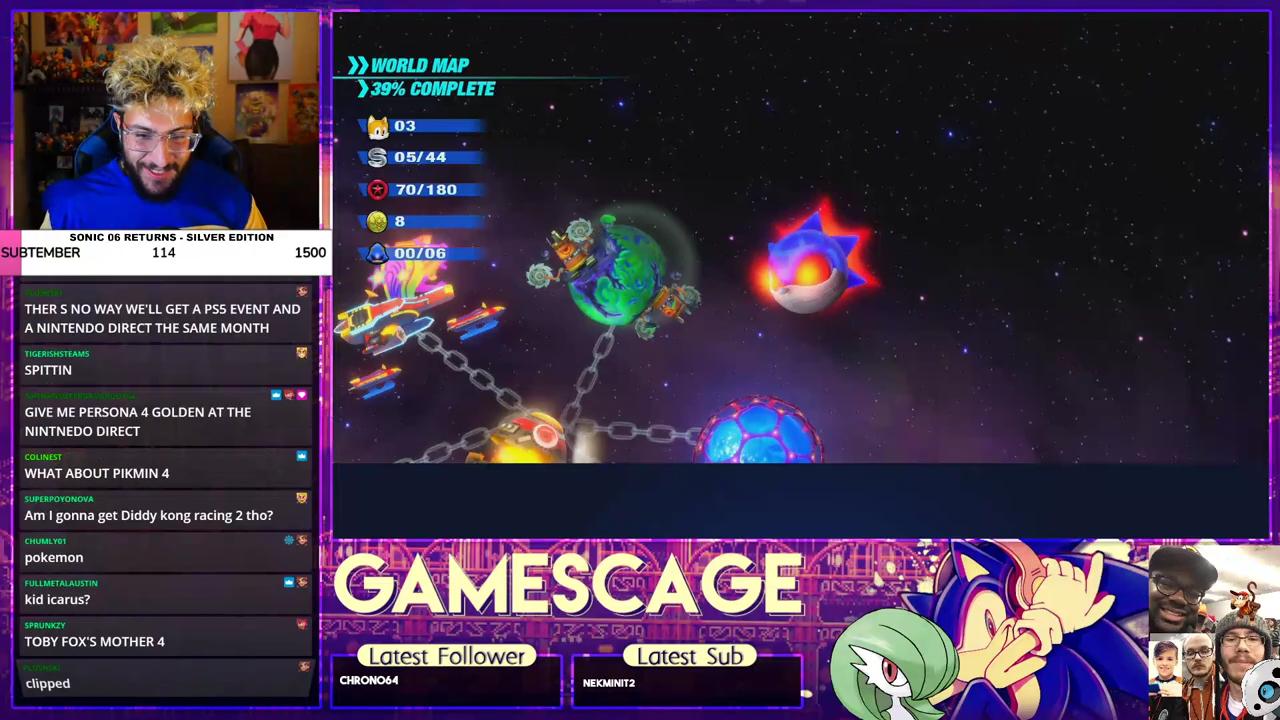 WORLD MAP
39% COMPLETE
03
05/44
70/180
8
00/06
SONIC 06 RETURNS - SILVER EDITION
SUBTEMBER 114 1500
THER S NO WAY WE'LL GET A PS5 EVENT AND
A NINTENDO DIRECT THE SAME MONTH
TIGERISHSTEAMS
SPITTIN
GIVE ME PERSONA 4 GOLDEN AT THE
NINTNEDO DIRECT
COLINEST
WHAT ABOUT PIKMIN 4
SUPERPOYONOVA
Am I gonna get Diddy kong racing 2 tho?
CHUMLY01
pokemon
FULLMETALAUSTIN
kid icarus?
SPRUNKZY
TOBY FOX'S MOTHER 4
clipped
GAMESCAGE
Latest Follower
CHRONO64
Latest Sub
NEKMINIT2